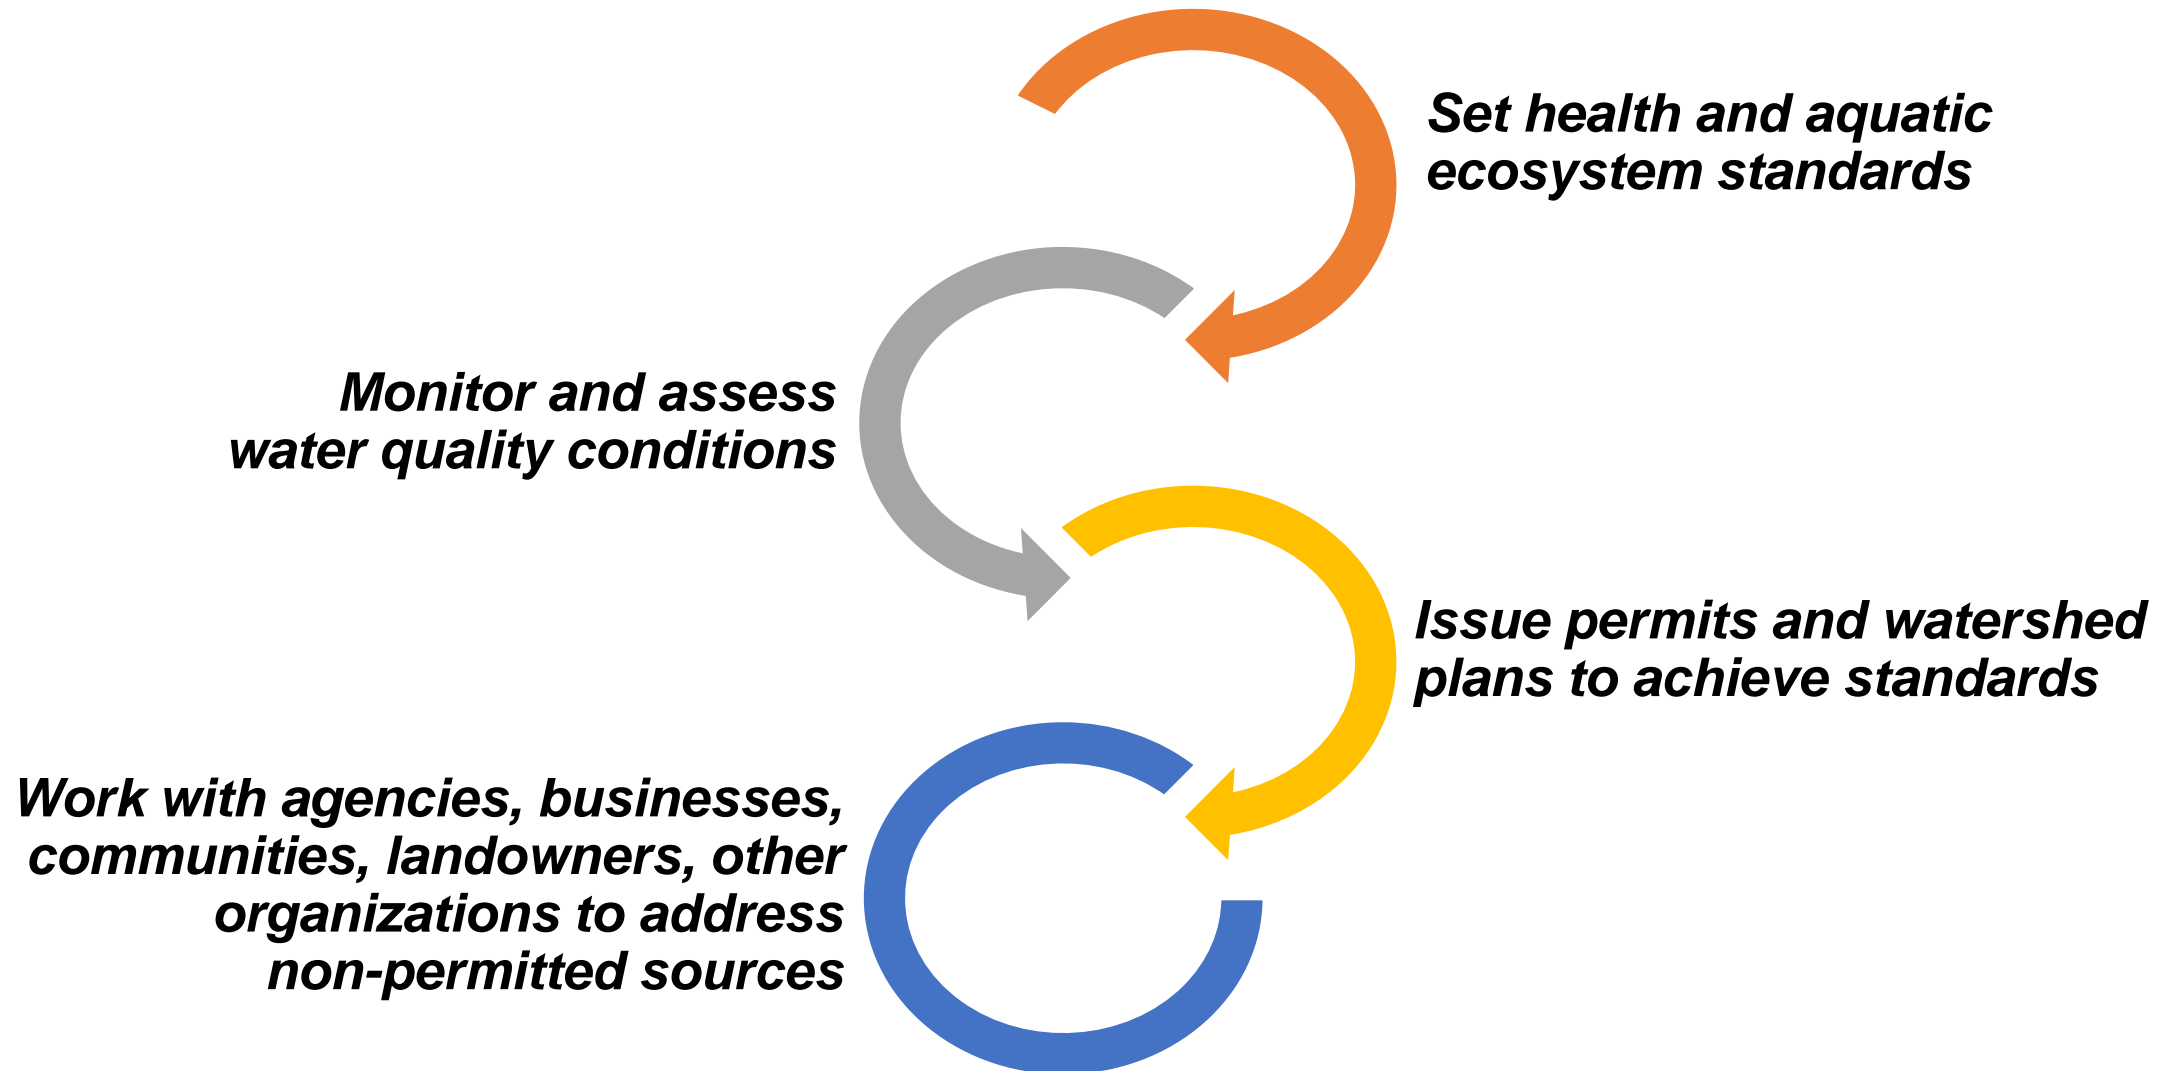 Set health and aquatic
ecosystem standards
Monitor and assess
water quality conditions
Issue permits and watershed
plans to achieve standards
Work with agencies, businesses,
communities, landowners, other
organizations to address
non-permitted sources